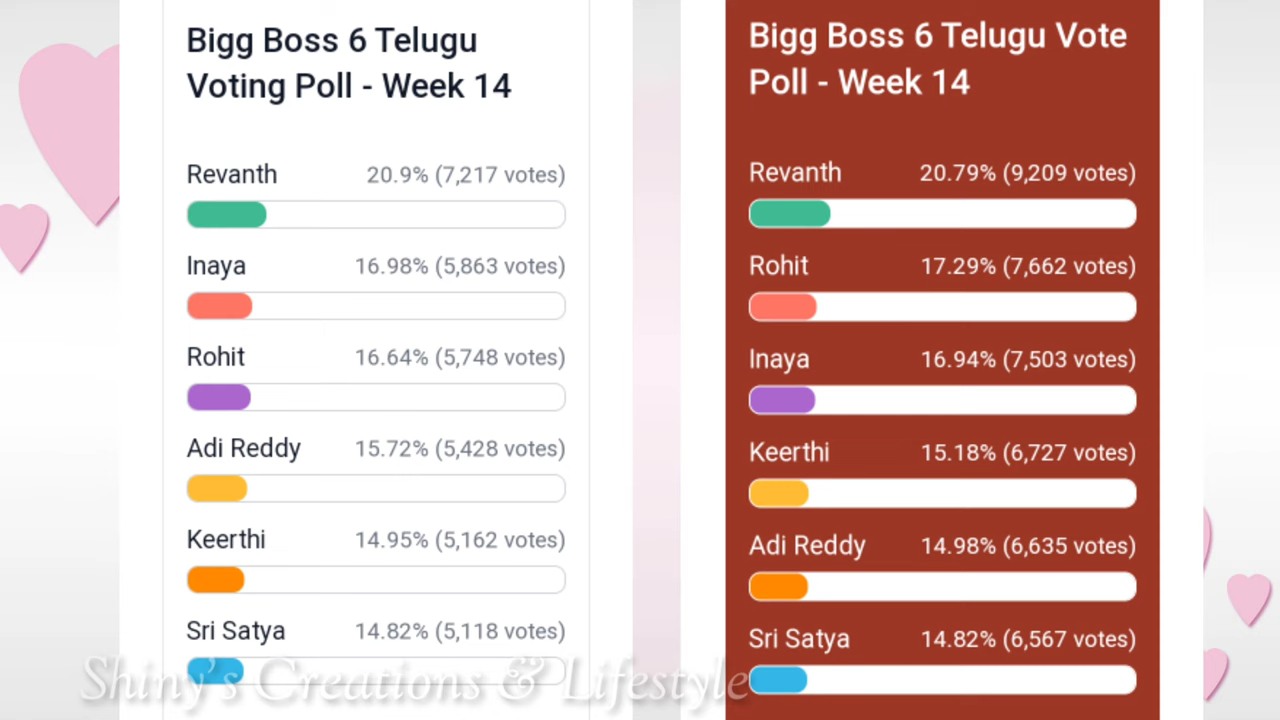 Bigg Boss 6 Telugu
Voting Poll - Week 14
Revanth 20.9% (7,217 votes)
Inaya 16.98% (5,863 votes)
Rohit 16.64% (5,748 votes)
Adi Reddy 15.72% (5,428 votes)
Keerthi 14.95% (5,162 votes)
Sri Satya 14.82% (5,118 votes)
Bigg Boss 6 Telugu Vote
Poll - Week 14
Revanth 20.79% (9,209 votes)
Rohit 17.29% (7,662 votes)
Inaya 16.94% (7,503 votes)
Keerthi 15.18% (6,727 votes)
Adi Reddy 14.98% (6,635 votes)
Sri Satya 14.82% (6,567 votes)
Shiny's Creations & Lifestyle